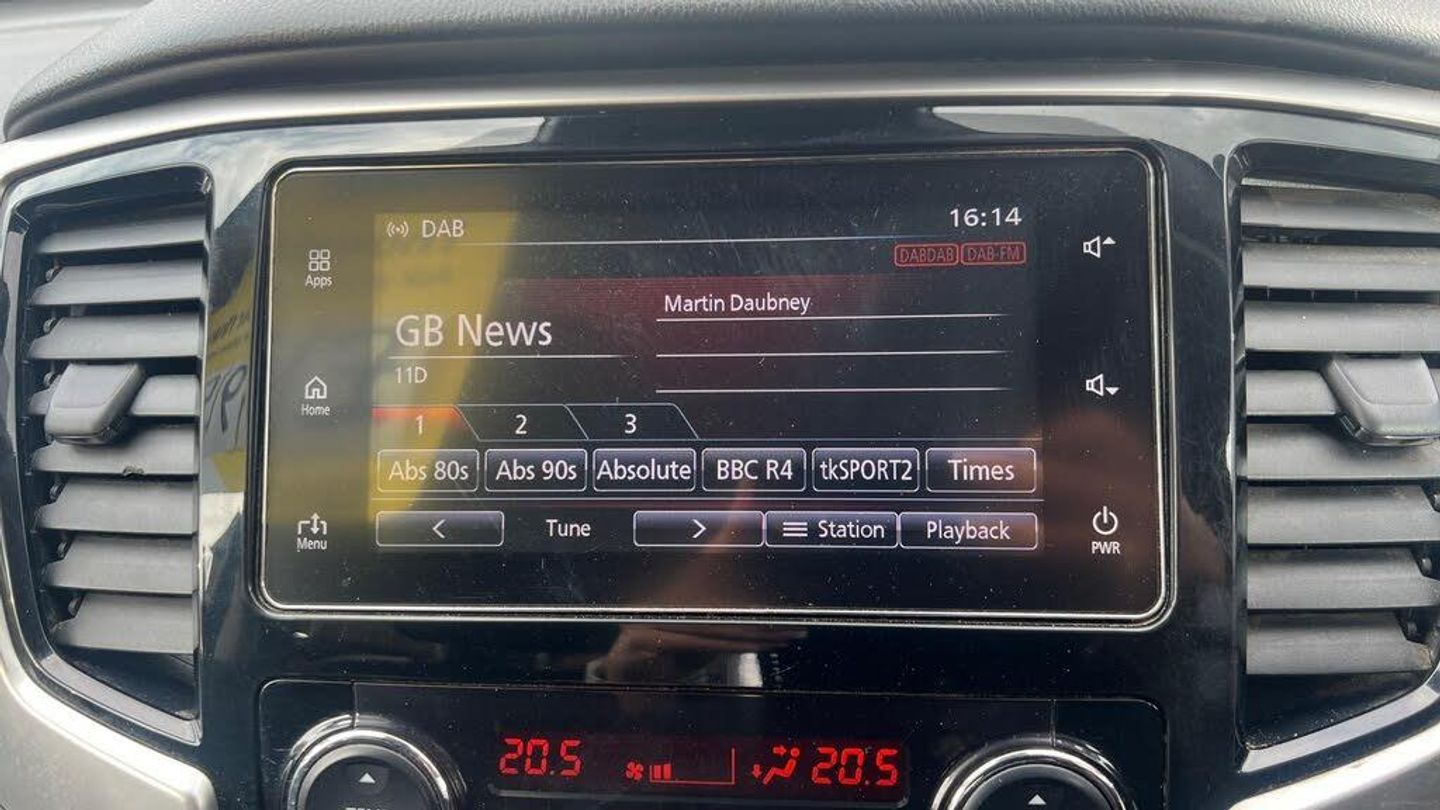 DAB
16:14
DABDAB DAB-FM
Apps
Martin Daubney
GB News
11D
Home
1 2 3
Abs 80s Abs 90s Absolute BBC R4 tkSPORT2 Times
< Tune > Station Playback
Menu
PWR
20.5 20.5